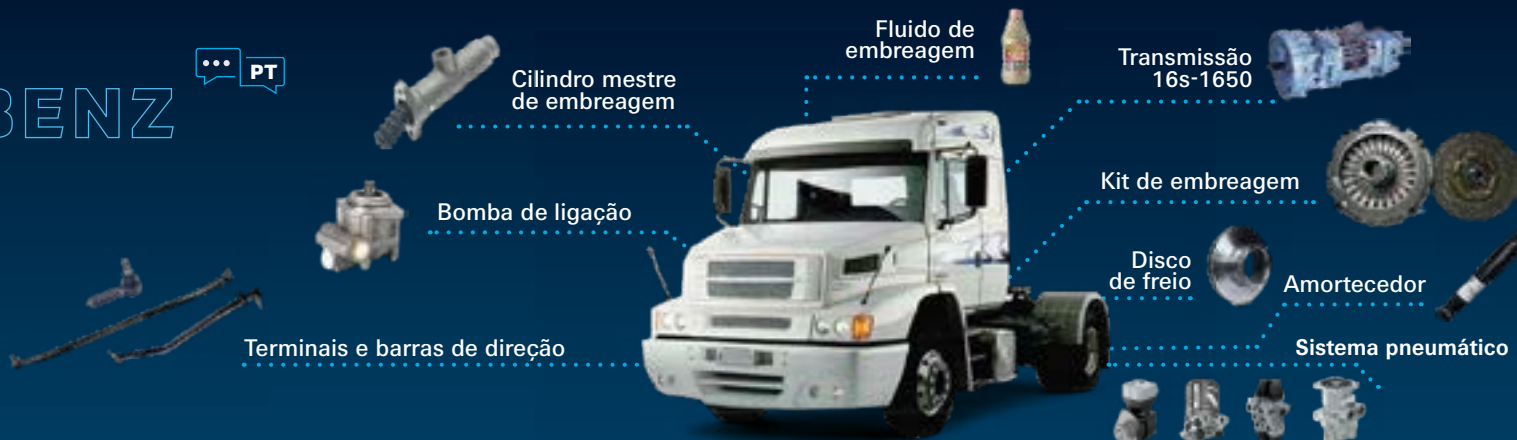 BENZ
PT
Fluido de
embreagem
Cilindro mestre
de embreagem
Transmissão
16s-1650
Kit de embreagem
Bomba de ligação
Disco
de freio
Amortecedor
Terminais e barras de direção
Sistema pneumático